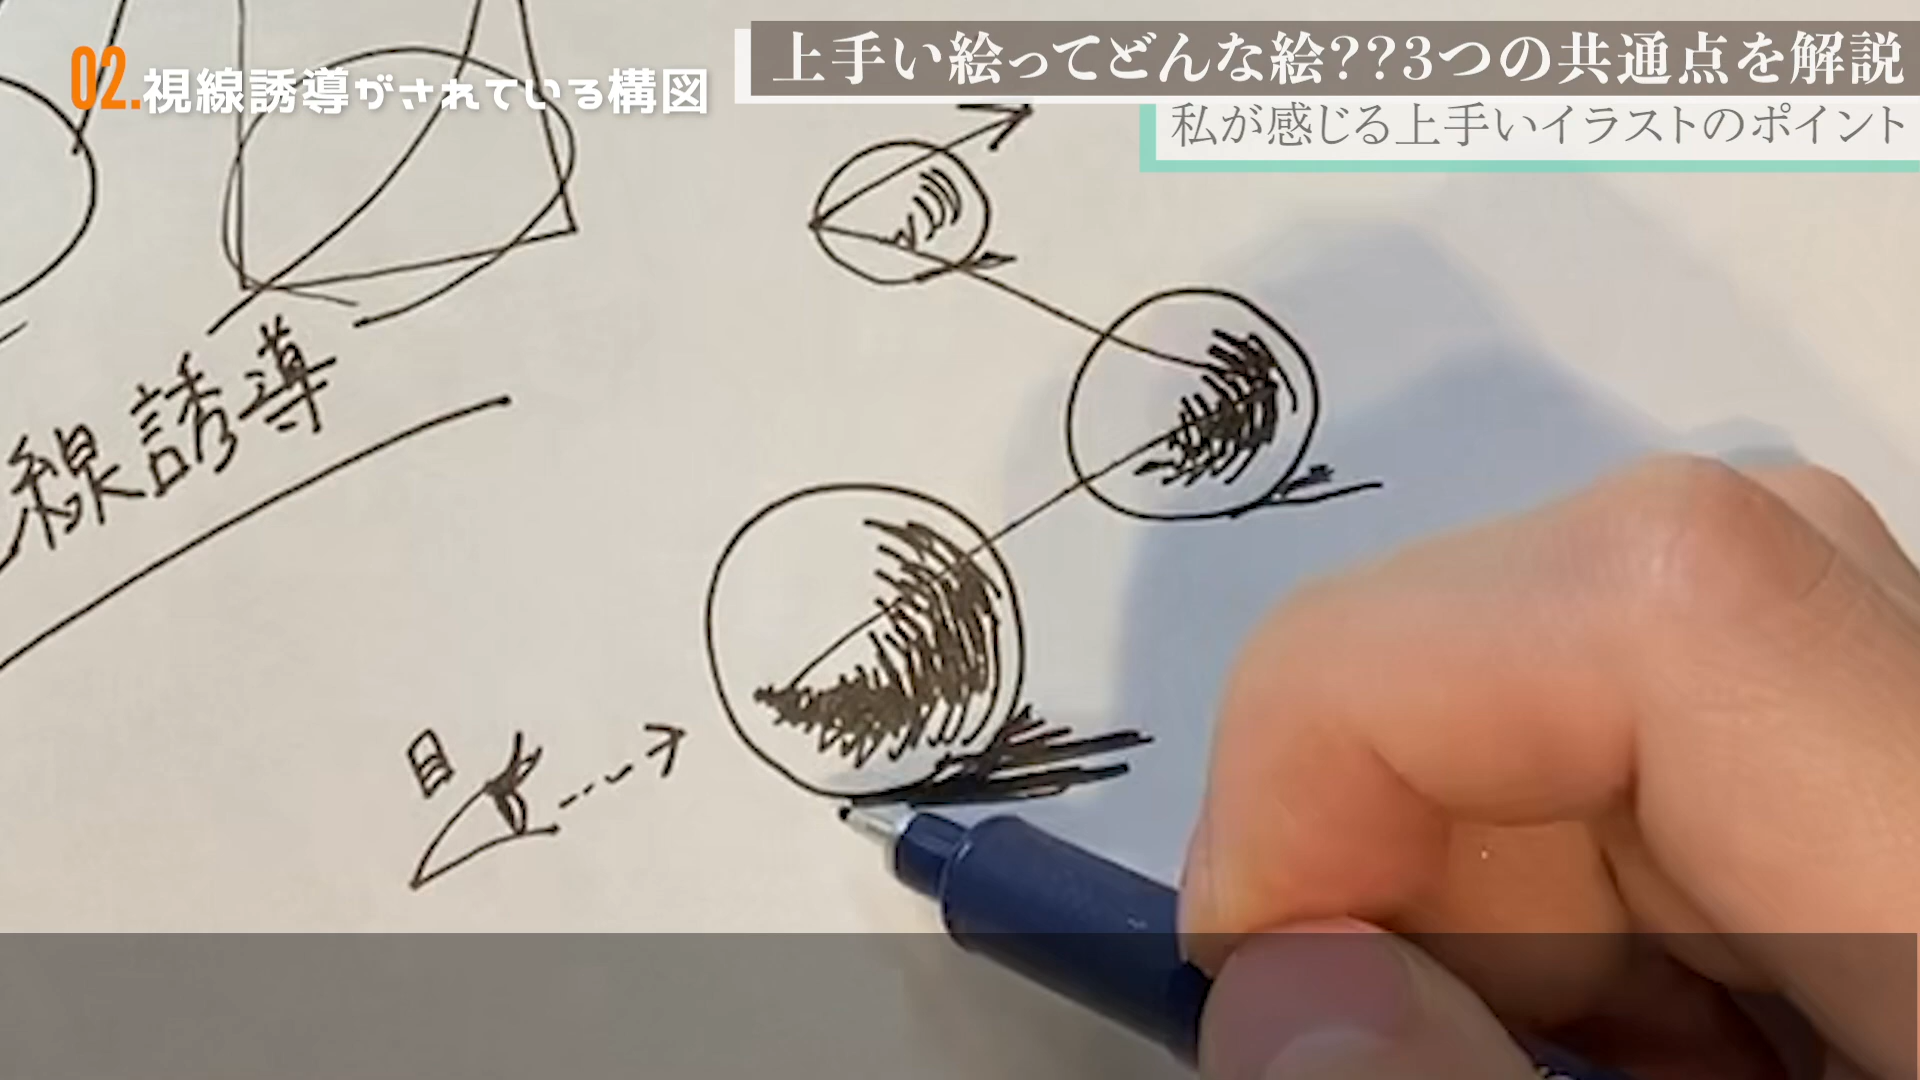 02.視線誘導がされている構図
上手い絵ってどんな絵??3つの共通点を解説
私が感じる上手いイラストのポイント
線誘導
目